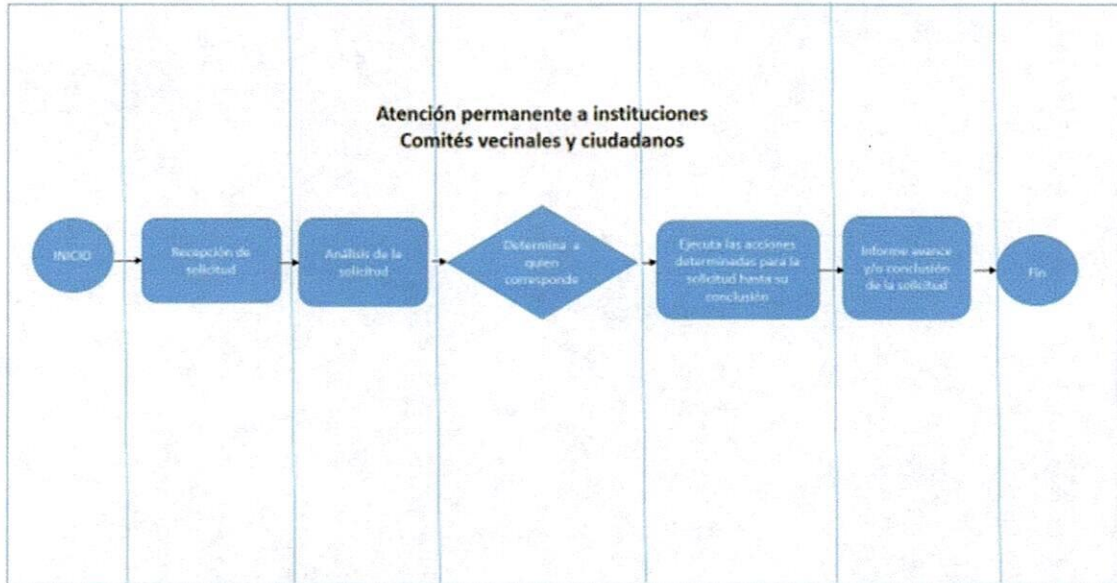 Atención permanente a instituciones
Comités vecinales y ciudadanos
INICIO
Recepción de
solicitud
Análisis de la
solicitud
Determina a
quien
corresponde
Ejecuta las acciones
determinadas para la
solicitud hasta su
conclusión
Informe avance
y/o conclusión
de la solicitud
Fin